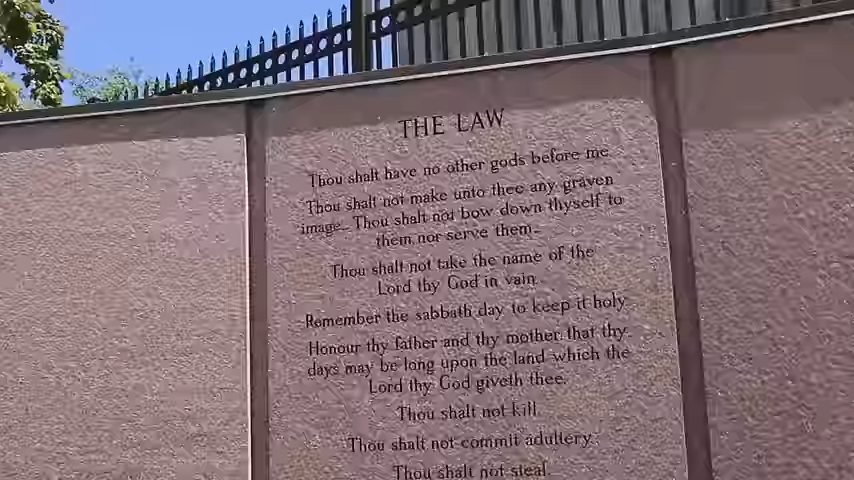 THE LAW
Thou shalt have no other gods before me
Thou shalt not make unto thee any graven
image... Thou shalt not bow down thyself to
them nor serve them...
Thou shalt not take the name of the
Lord thy God in vain.
Remember the sabbath day to keep it holy
Honour thy father and thy mother, that thy
days may be long upon the land which the
Lord thy God giveth thee.
Thou shalt not kill.
Thou shalt not commit adultery.
Thou shalt not steal.